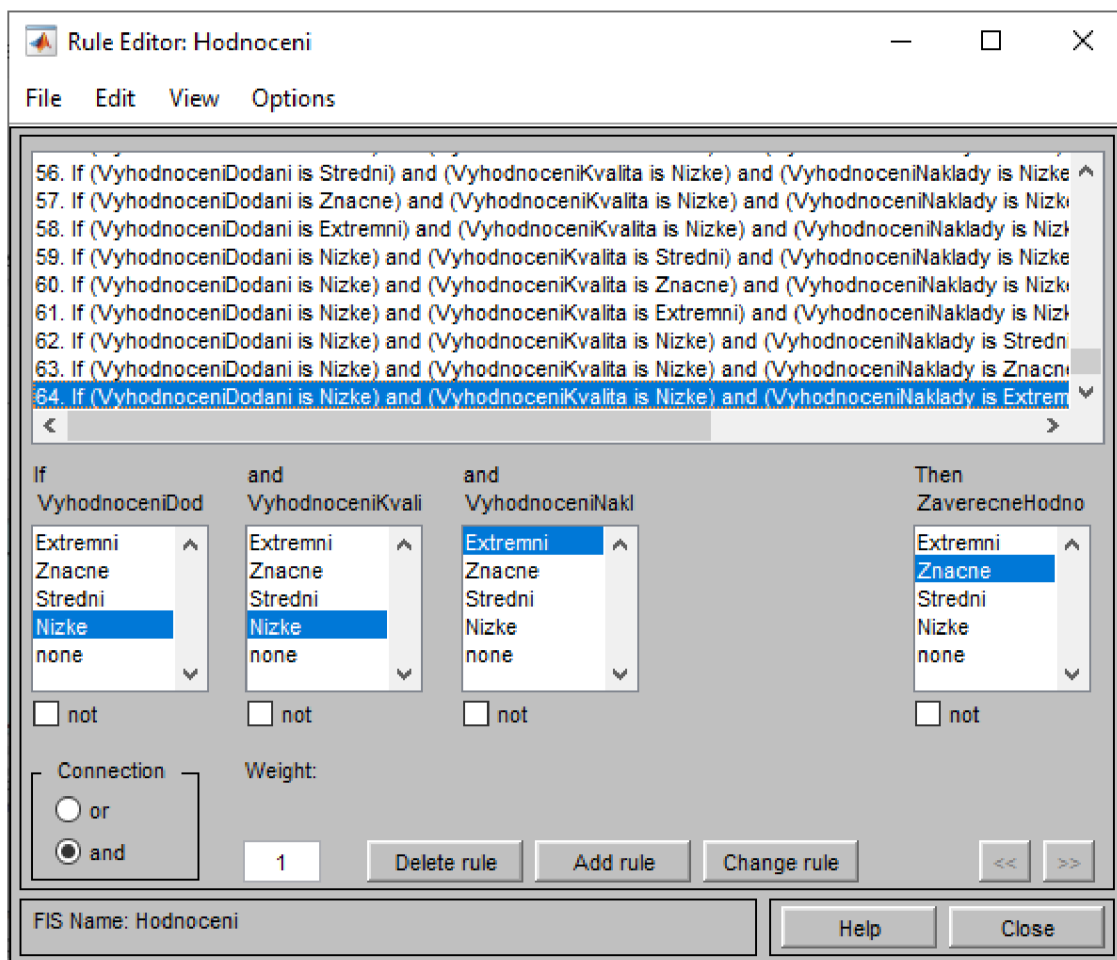 Rule Editor: Hodnoceni
File Edit View Options
56. If (VyhodnoceniDodani is Stredni) and (VyhodnoceniKvalita is Nizke) and (VyhodnoceniNaklady is Nizke
57. If (VyhodnoceniDodani is Znacne) and (VyhodnoceniKvalita is Nizke) and (VyhodnoceniNaklady is Nizke
58. If (VyhodnoceniDodani is Extremni) and (VyhodnoceniKvalita is Nizke) and (VyhodnoceniNaklady is Nizk
59. If (VyhodnoceniDodani is Nizke) and (VyhodnoceniKvalita is Stredni) and (VyhodnoceniNaklady is Nizke
60. If (VyhodnoceniDodani is Nizke) and (VyhodnoceniKvalita is Znacne) and (VyhodnoceniNaklady is Nizke
61. If (VyhodnoceniDodani is Nizke) and (VyhodnoceniKvalita is Extremni) and (VyhodnoceniNaklady is Nizk
62. If (VyhodnoceniDodani is Nizke) and (VyhodnoceniKvalita is Nizke) and (VyhodnoceniNaklady is Stredni
63. If (VyhodnoceniDodani is Nizke) and (VyhodnoceniKvalita is Nizke) and (VyhodnoceniNaklady is Znacne
64. If (VyhodnoceniDodani is Nizke) and (VyhodnoceniKvalita is Nizke) and (VyhodnoceniNaklady is Extrem
If and and Then
VyhodnoceniDod VyhodnoceniKvali VyhodnoceniNakl ZaverecneHodno
Extremni Extremni Extremni Extremni
Znacne Znacne Znacne Znacne
Stredni Stredni Stredni Stredni
Nizke Nizke Nizke Nizke
none none none none
not not not not
Connection Weight:
or
and 1 Delete rule Add rule Change rule << >>
FIS Name: Hodnoceni Help Close